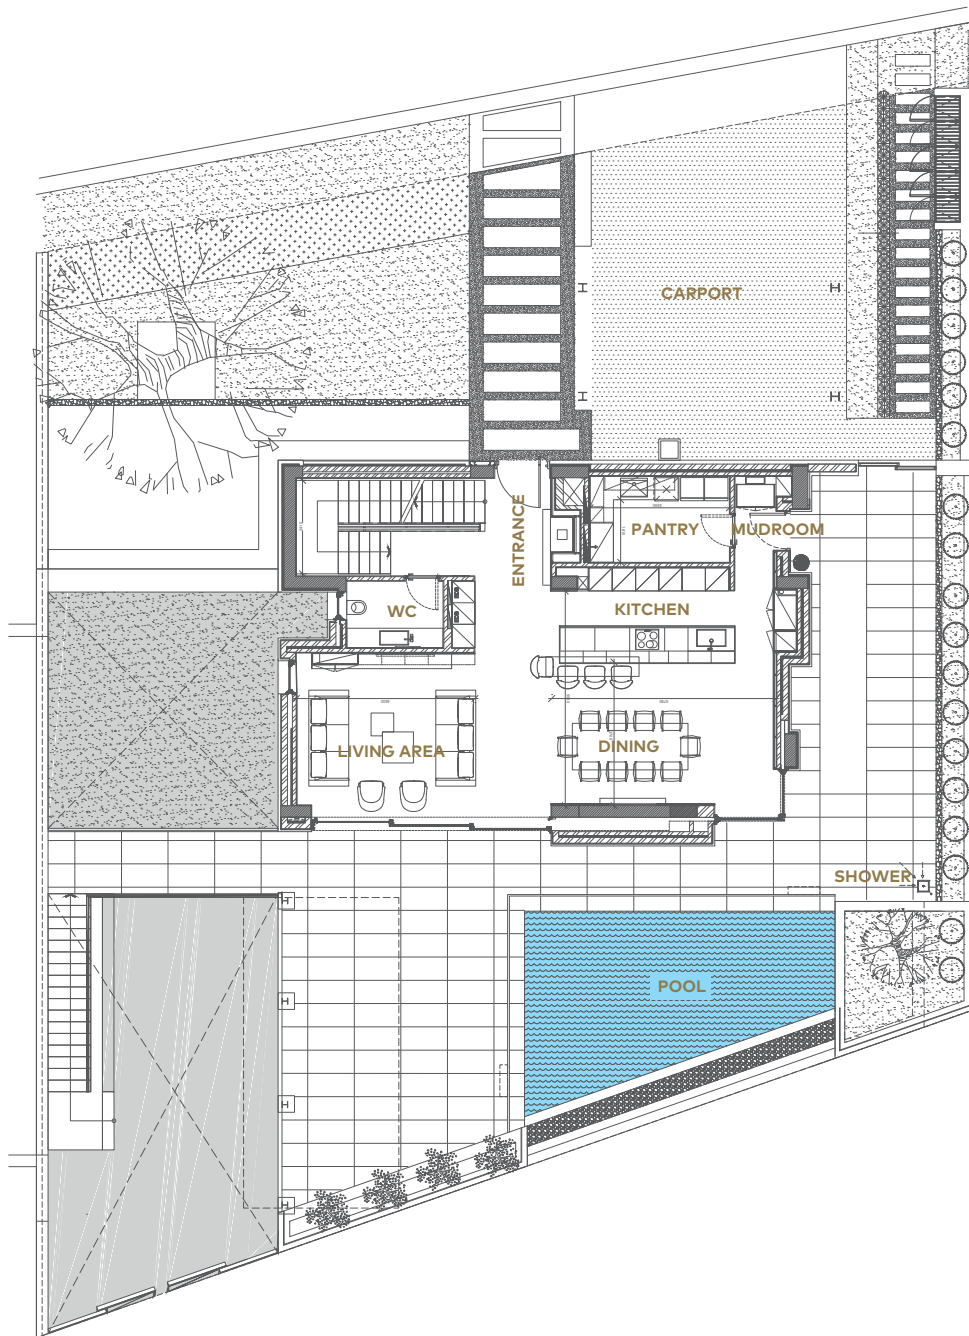 CARPORT
ENTRANCE
PANTRY
MUDROOM
WC
KITCHEN
LIVING AREA
DINING
SHOWER
POOL